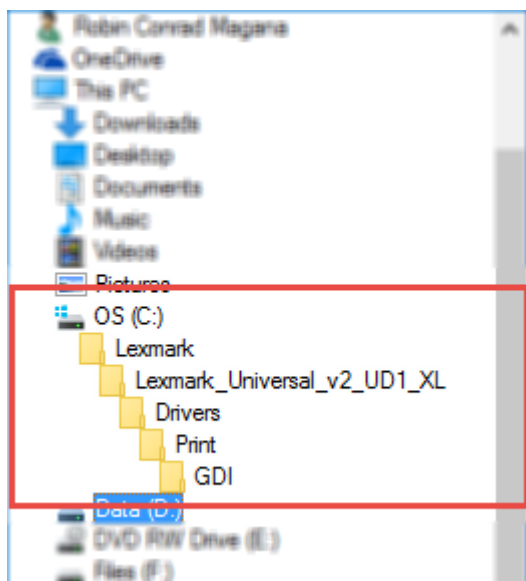 Robin Conrad Magana
OneDrive
This PC
Downloads
Desktop
Documents
Music
Videos
Pictures
OS (C:)
Lexmark
Lexmark_Universal_v2_UD1_XL
Drivers
Print
GDI
Data (D:)
DVD RW Drive (E:)
Files (F:)